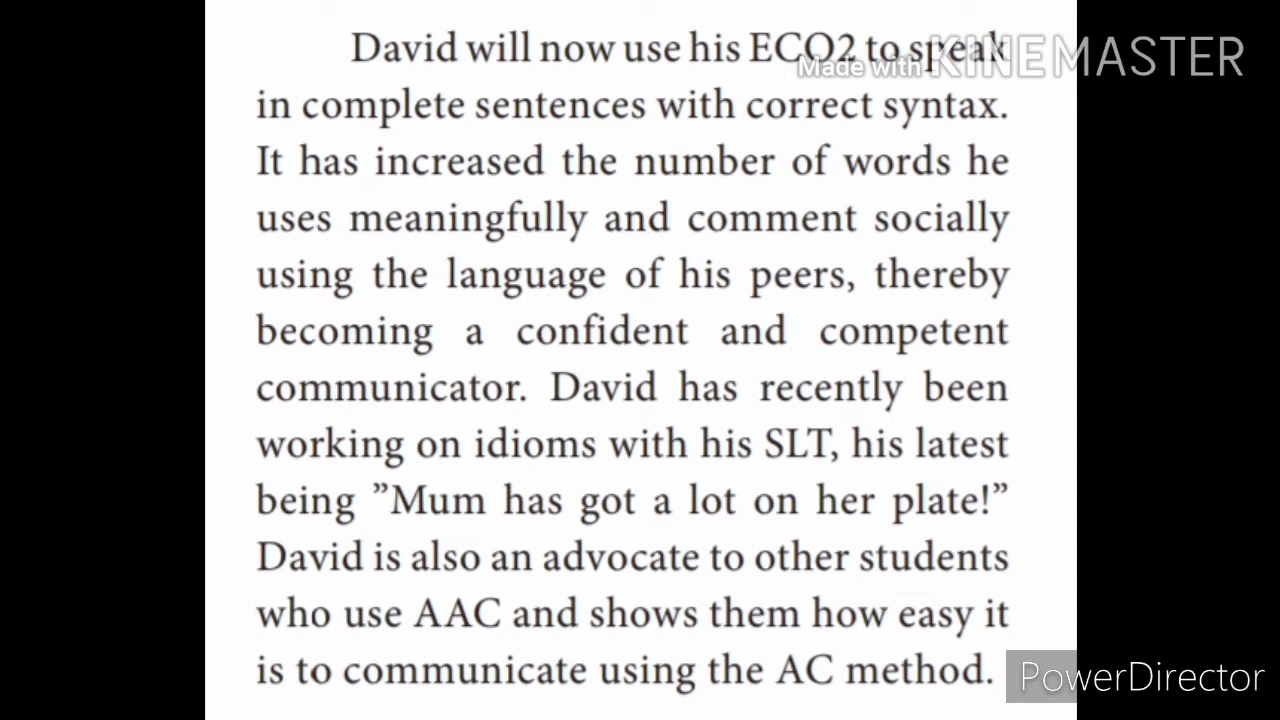 David will now use his ECO2 to speak
Made with KINEMASTER
in complete sentences with correct syntax.
It has increased the number of words he
uses meaningfully and comment socially
using the language of his peers, thereby
becoming a confident and competent
communicator. David has recently been
working on idioms with his SLT, his latest
being ”Mum has got a lot on her plate!”
David is also an advocate to other students
who use AAC and shows them how easy it
is to communicate using the AC method.
PowerDirector